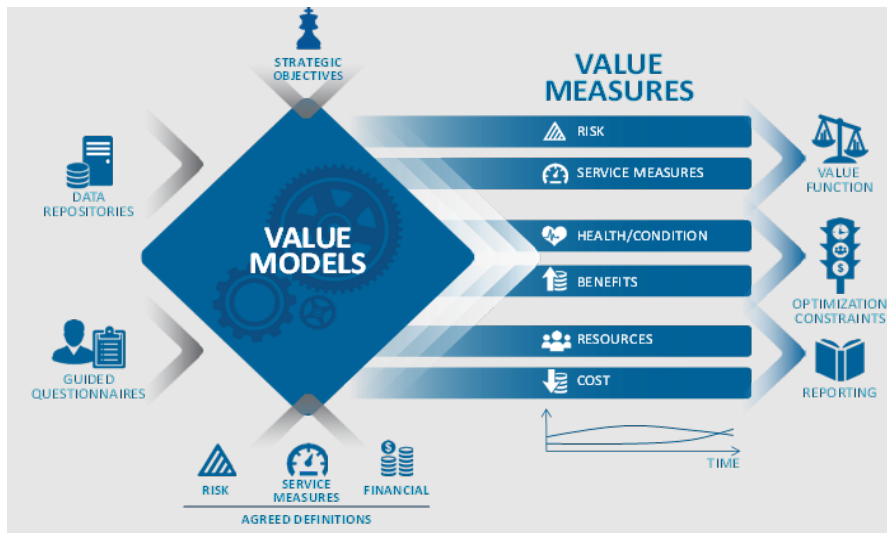 STRATEGIC
OBJECTIVES
DATA
REPOSITORIES
GUIDED
QUESTIONNAIRES
VALUE
MODELS
RISK
SERVICE
MEASURES
FINANCIAL
AGREED DEFINITIONS
VALUE
MEASURES
RISK
SERVICE MEASURES
HEALTH/CONDITION
BENEFITS
RESOURCES
COST
TIME
VALUE
FUNCTION
OPTIMIZATION
CONSTRAINTS
REPORTING